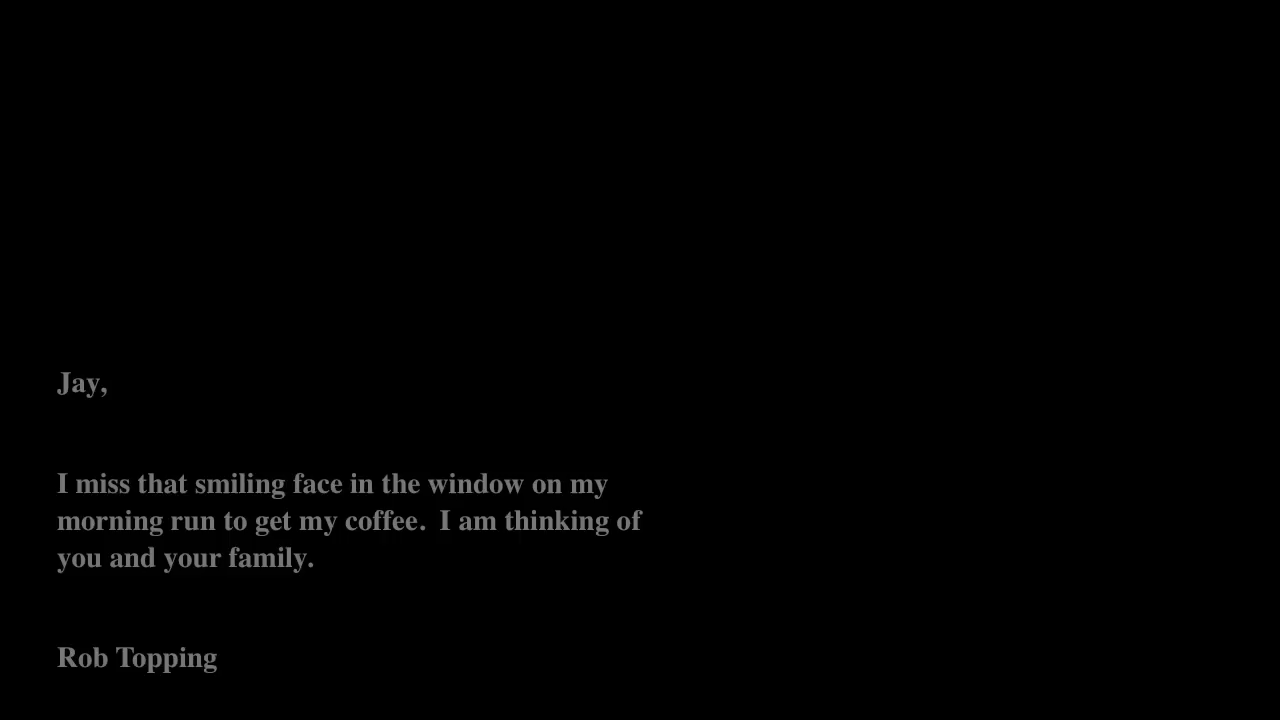 Jay,
I miss that smiling face in the window on my
morning run to get my coffee.  I am thinking of
you and your family.
Rob Topping